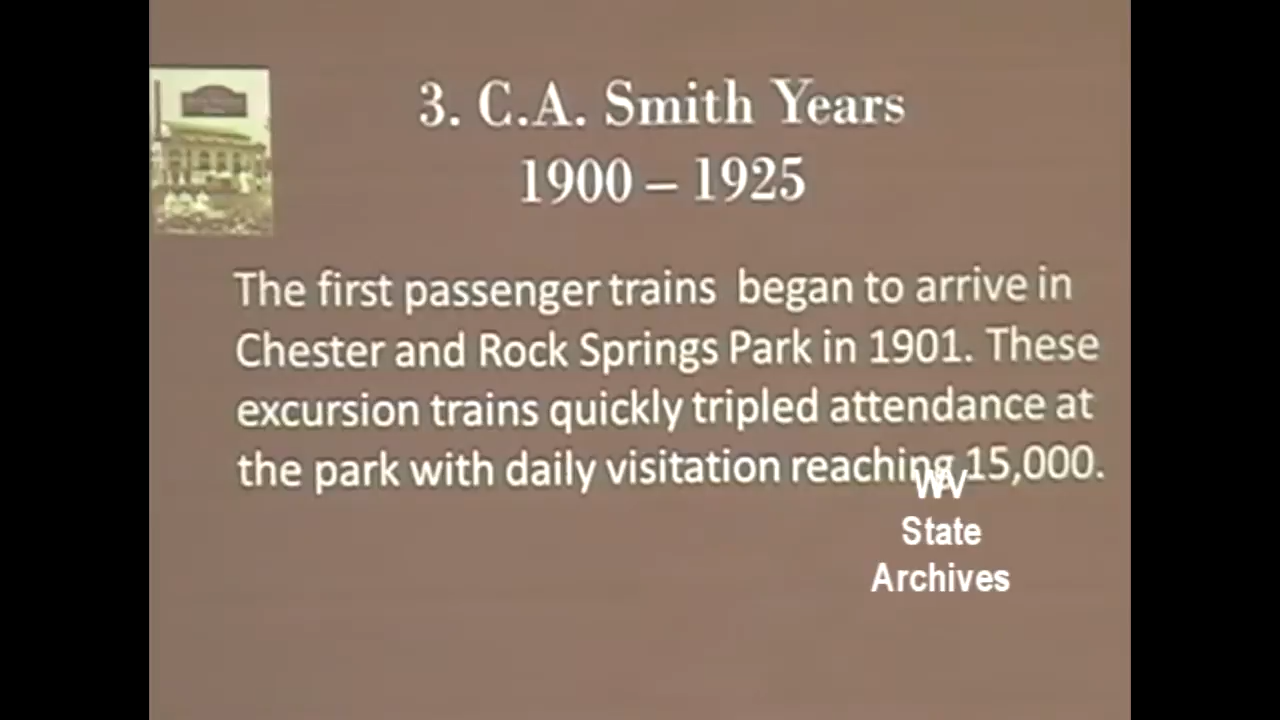 3. C.A. Smith Years
1900 – 1925
The first passenger trains began to arrive in
Chester and Rock Springs Park in 1901. These
excursion trains quickly tripled attendance at
the park with daily visitation reaching 15,000.
WV
State
Archives